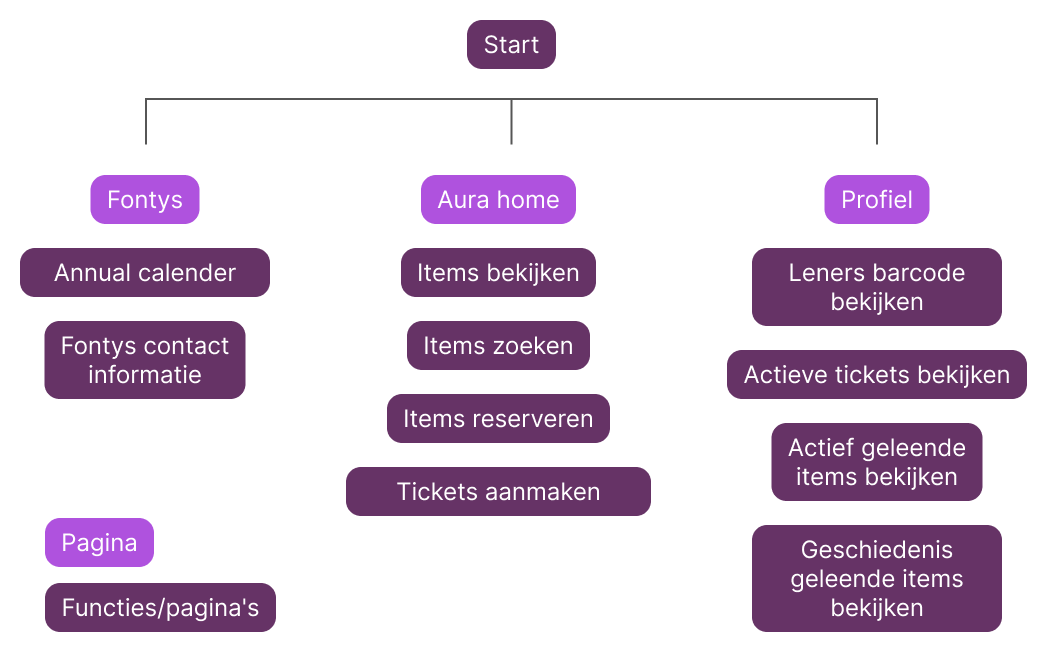 Start
Fontys
Annual calender
Fontys contact
informatie
Aura home
Items bekijken
Items zoeken
Items reserveren
Tickets aanmaken
Profiel
Leners barcode
bekijken
Actieve tickets bekijken
Actief geleende
items bekijken
Geschiedenis
geleende items
bekijken
Pagina
Functies/pagina's